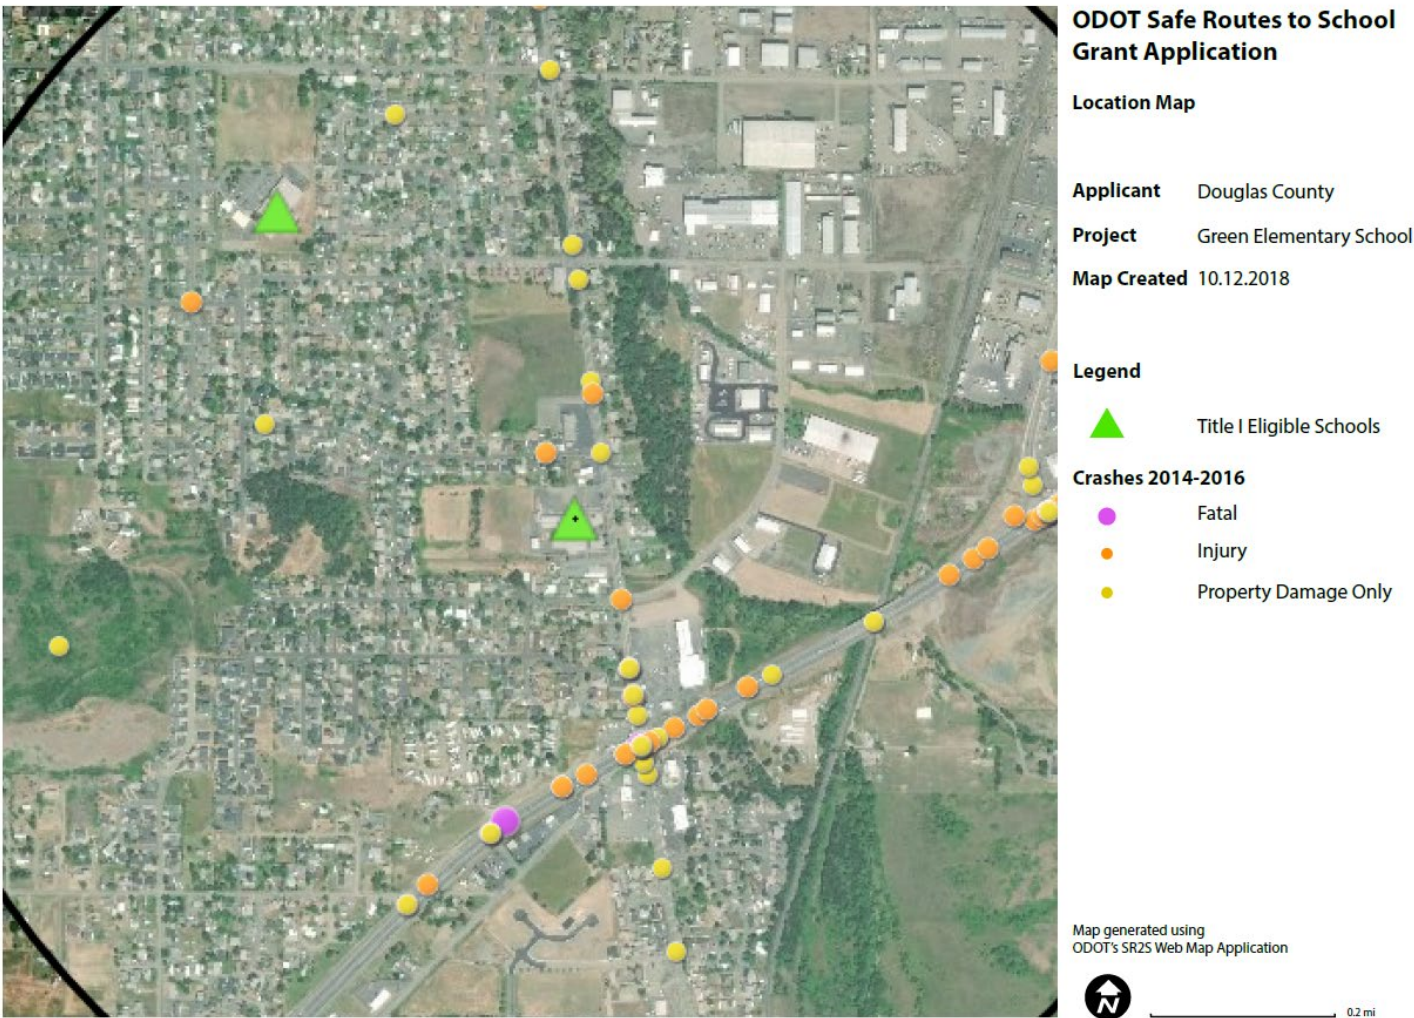 ODOT Safe Routes to School
Grant Application
Location Map
Applicant Douglas County
Project Green Elementary School
Map Created 10.12.2018
Legend
Title I Eligible Schools
Crashes 2014-2016
Fatal
Injury
Property Damage Only
Map generated using
ODOT's SR2S Web Map Application
N
0.2 mi